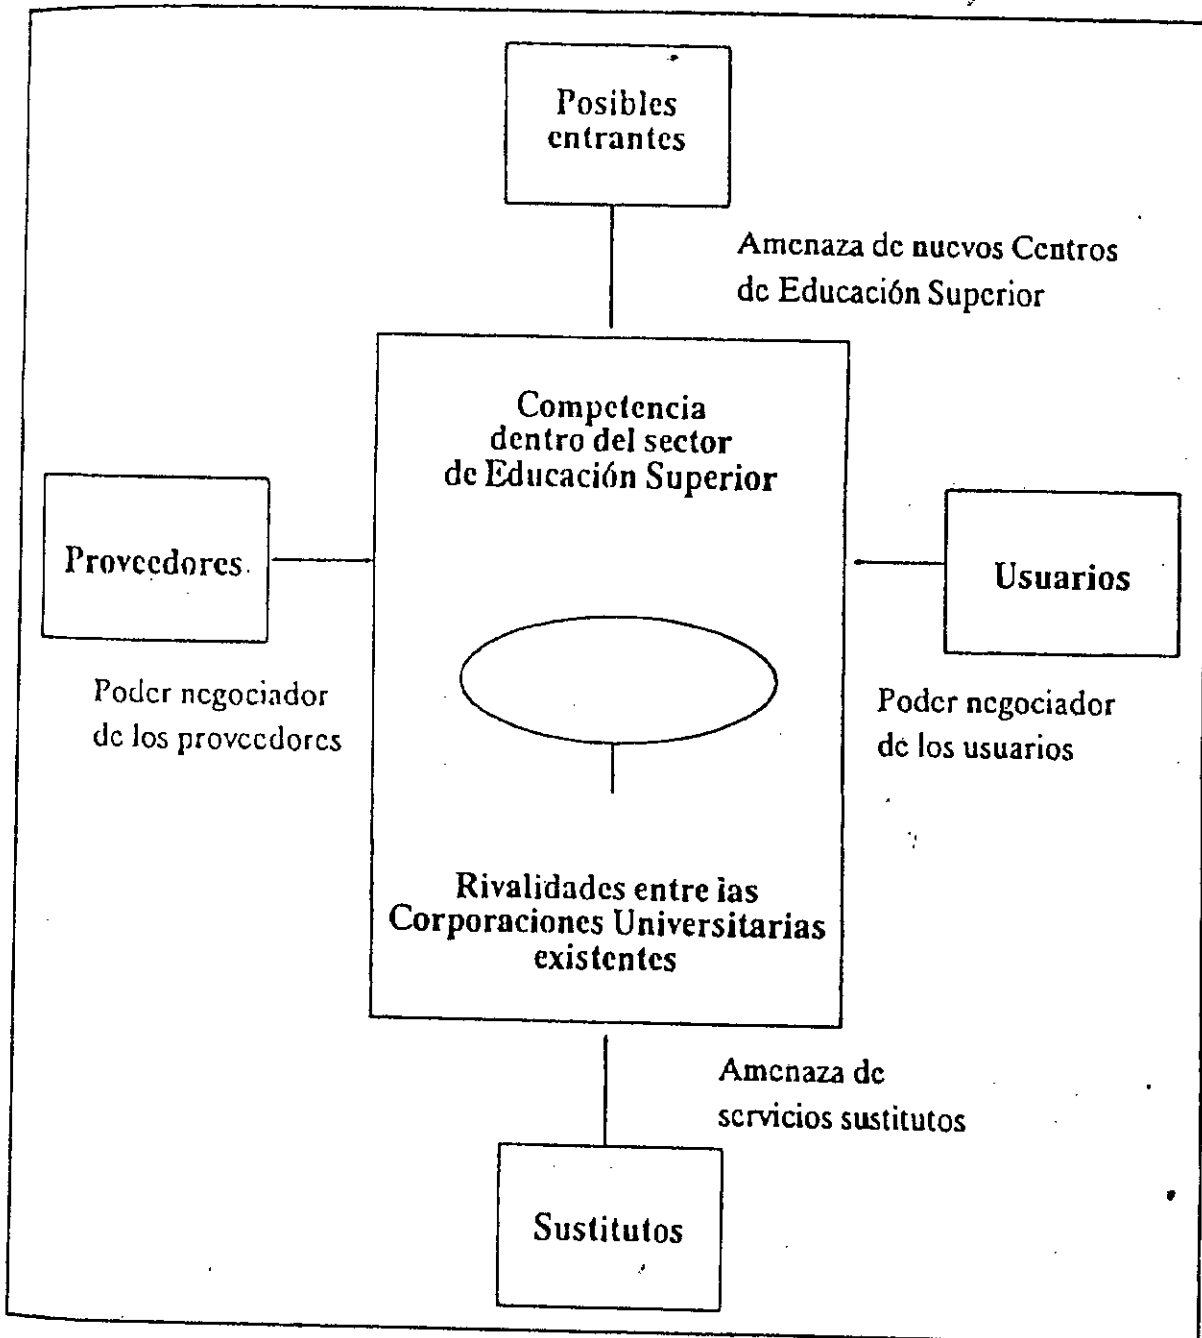 Posibles
entrantes
Amenaza de nuevos Centros
de Educación Superior
Competencia
dentro del sector
de Educación Superior
Proveedores
Usuarios
Poder negociador
de los proveedores
Poder negociador
de los usuarios
Rivalidades entre las
Corporaciones Universitarias
existentes
Amenaza de
servicios sustitutos
Sustitutos